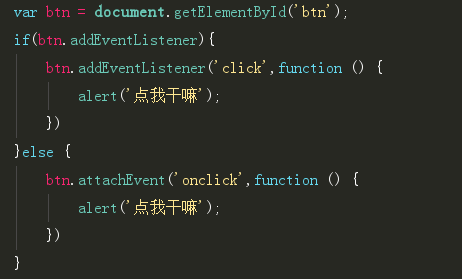 var btn = document.getElementById('btn');
if(btn.addEventListener){
btn.addEventListener('click',function () {
alert('点我干嘛');
})
}else {
btn.attachEvent('onclick',function () {
alert('点我干嘛');
})
}